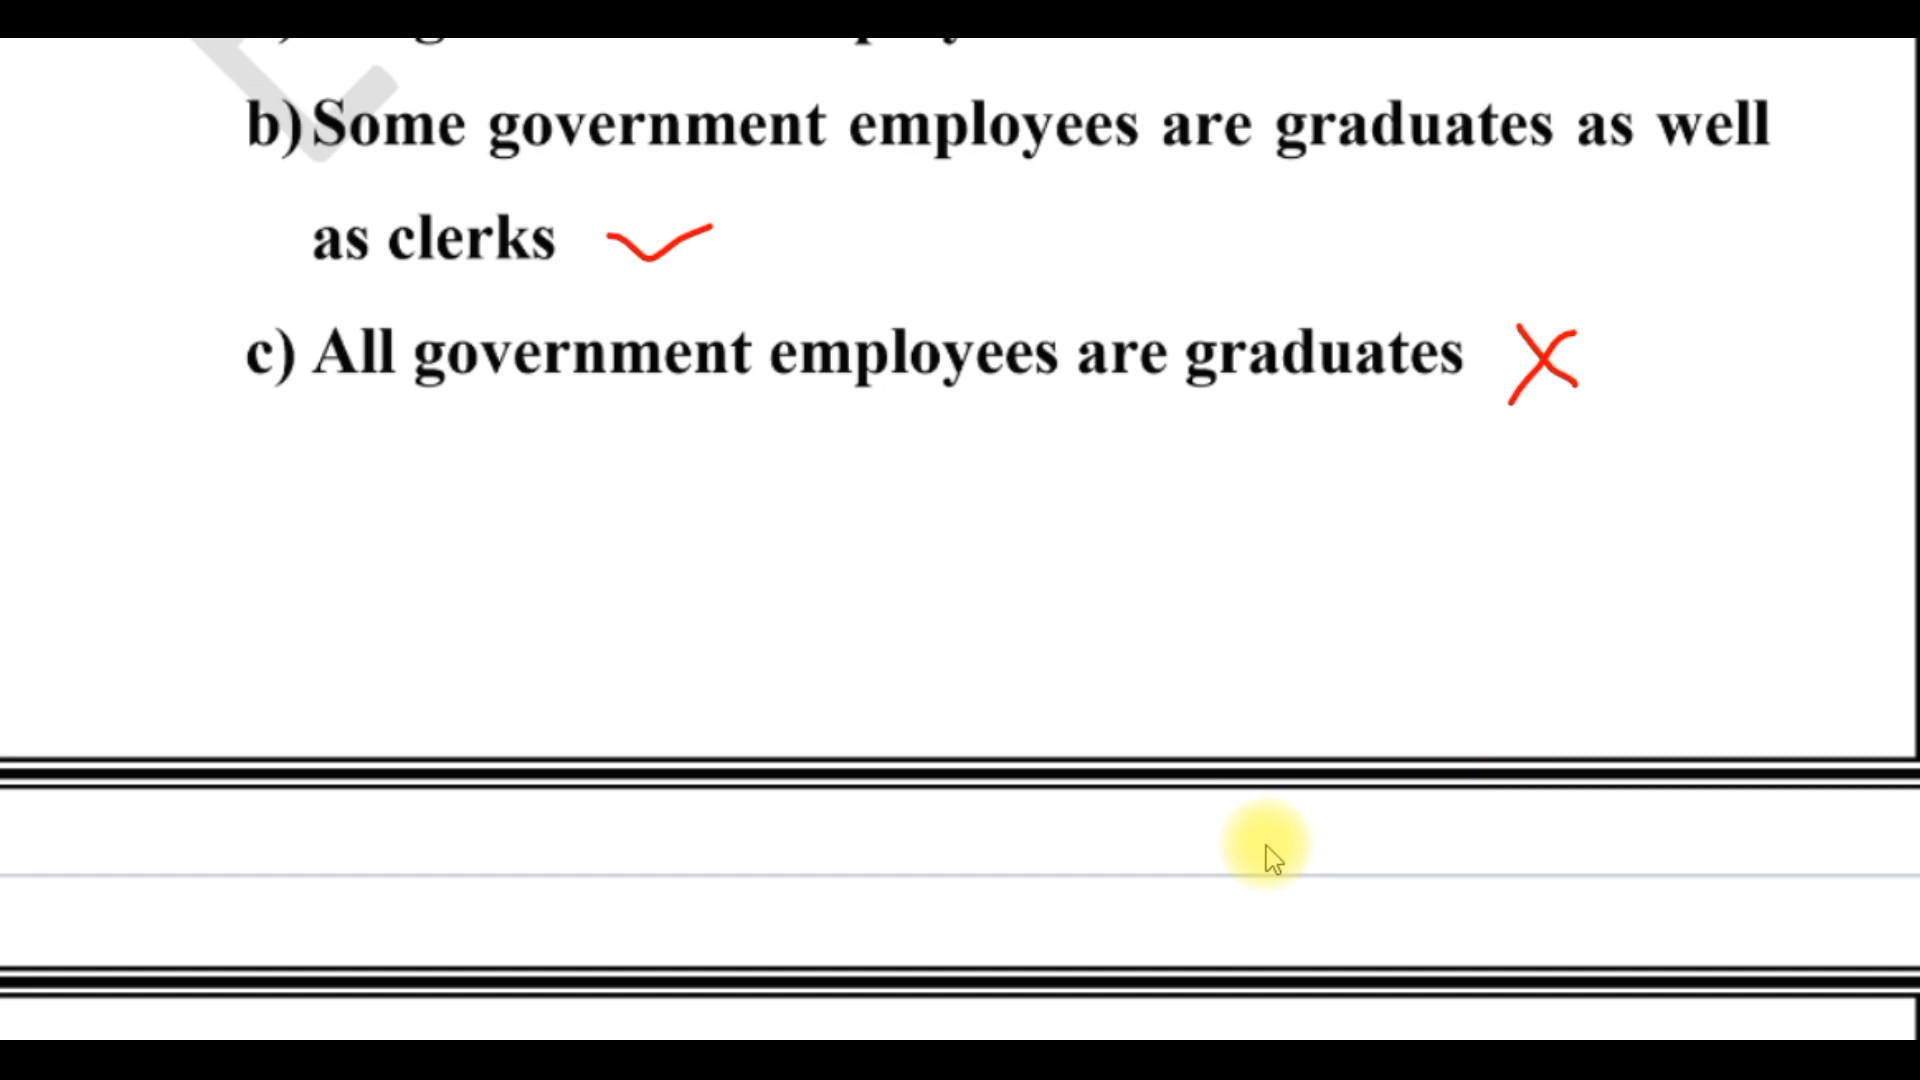 b) Some government employees are graduates as well
as clerks
c) All government employees are graduates